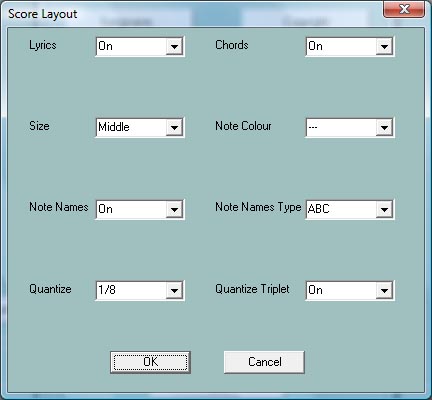 Score Layout
Lyrics On Chords On
Size Middle Note Colour ---
Note Names On Note Names Type ABC
Quantize 1/8 Quantize Triplet On
OK Cancel